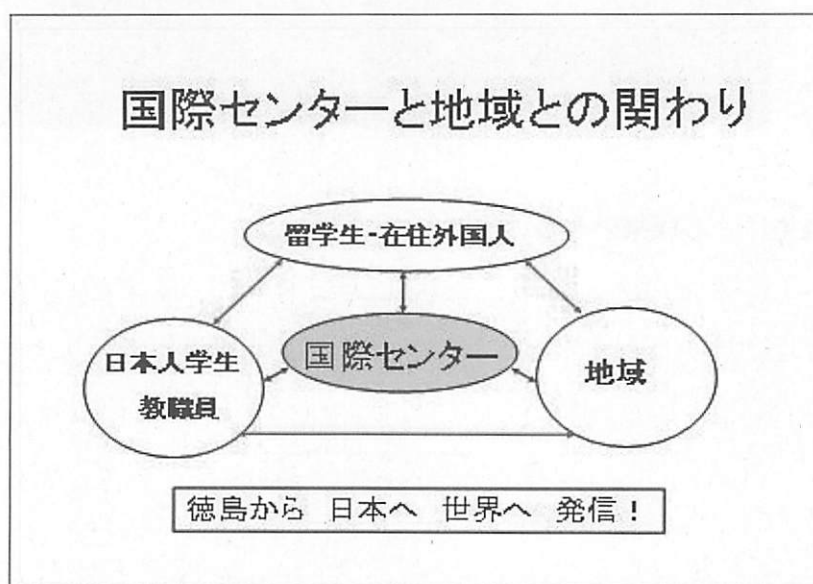 国際センターと地域との関わり
留学生-在住外国人
国際センター
日本人学生
教職員
地域
徳島から 日本へ 世界へ 発信！